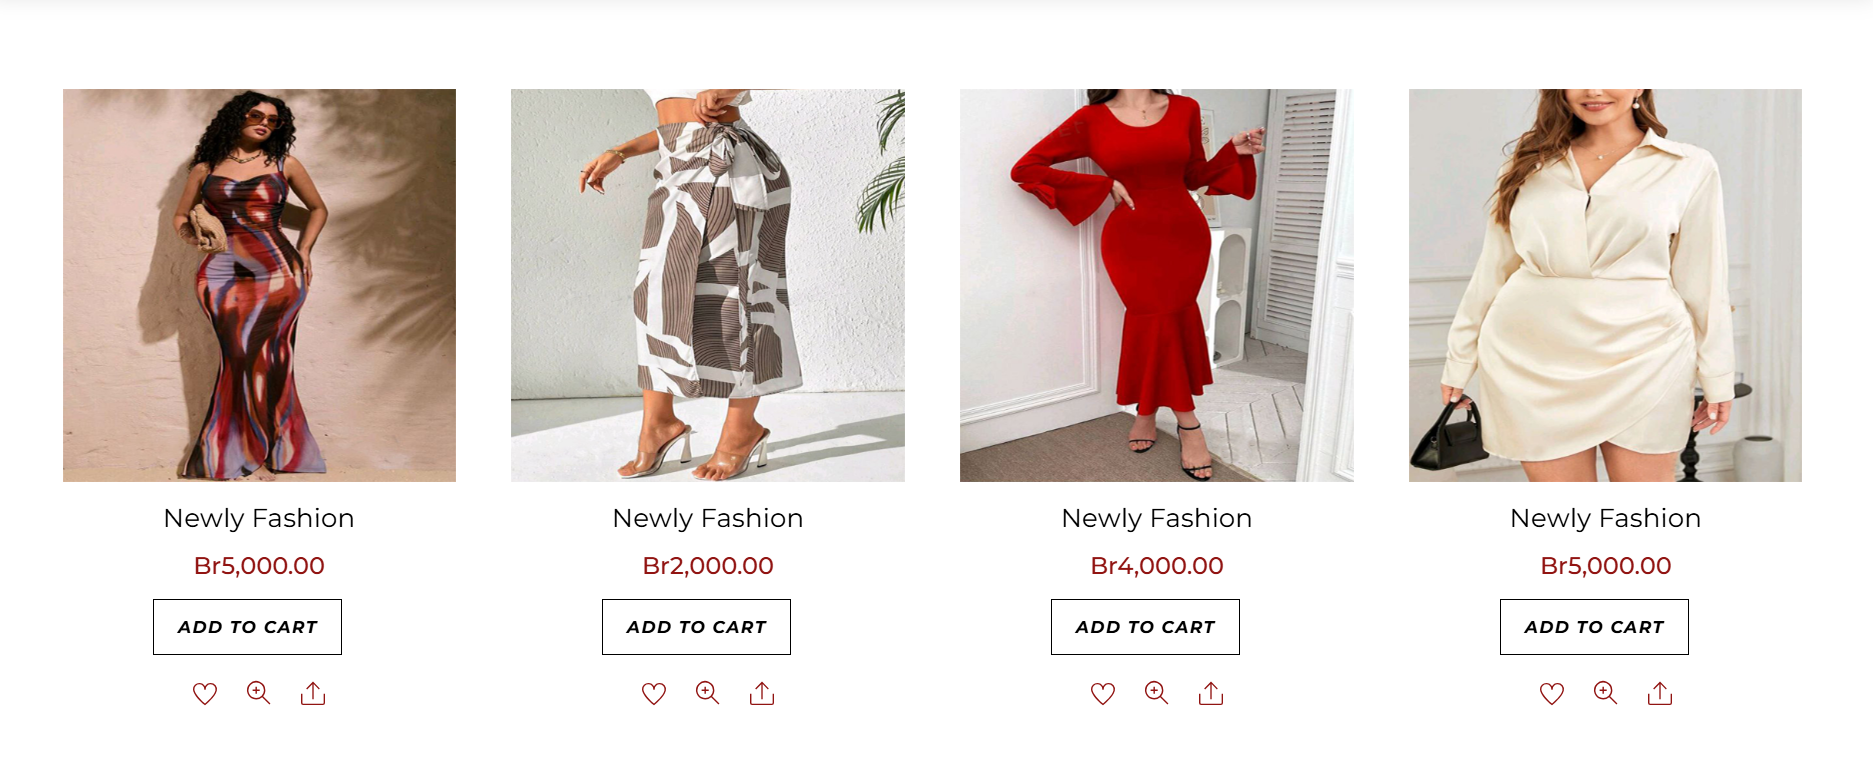 Newly Fashion
Br5,000.00
ADD TO CART
Newly Fashion
Br2,000.00
ADD TO CART
Newly Fashion
Br4,000.00
ADD TO CART
Newly Fashion
Br5,000.00
ADD TO CART